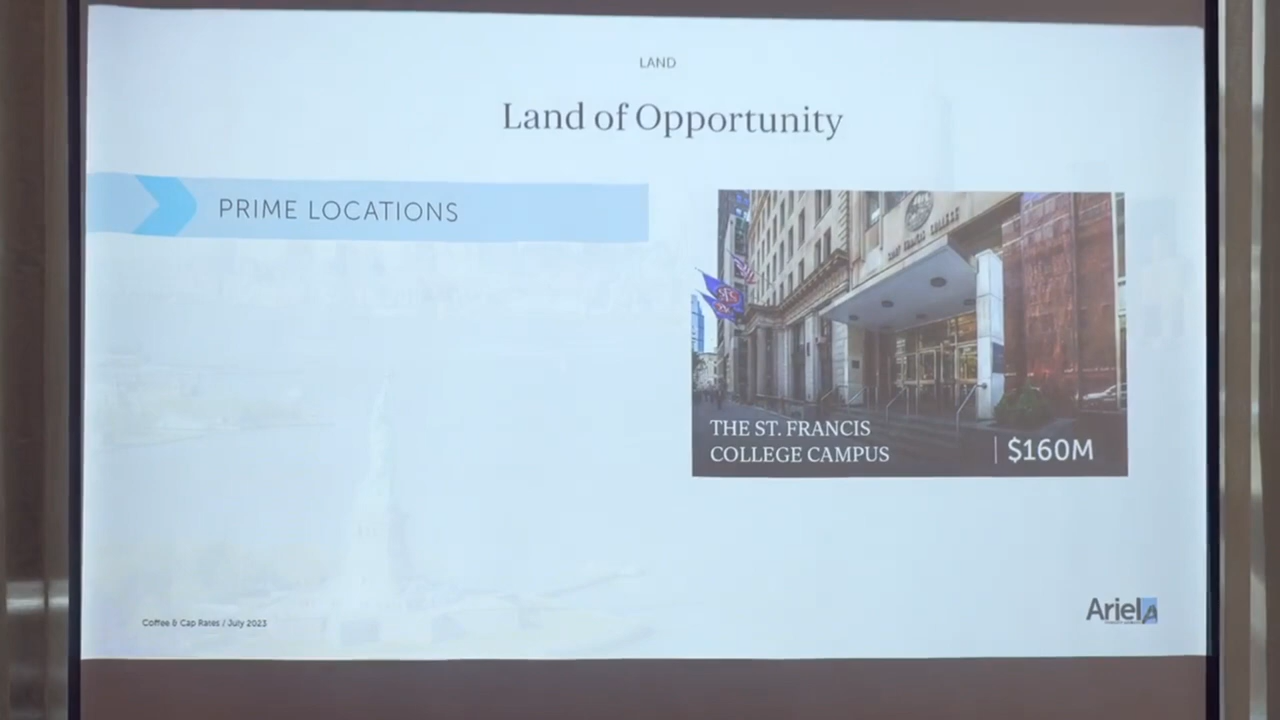 LAND
Land of Opportunity
PRIME LOCATIONS
THE ST. FRANCIS
COLLEGE CAMPUS
$160M
Coffee & Cap Rates / July 2023
Ariel